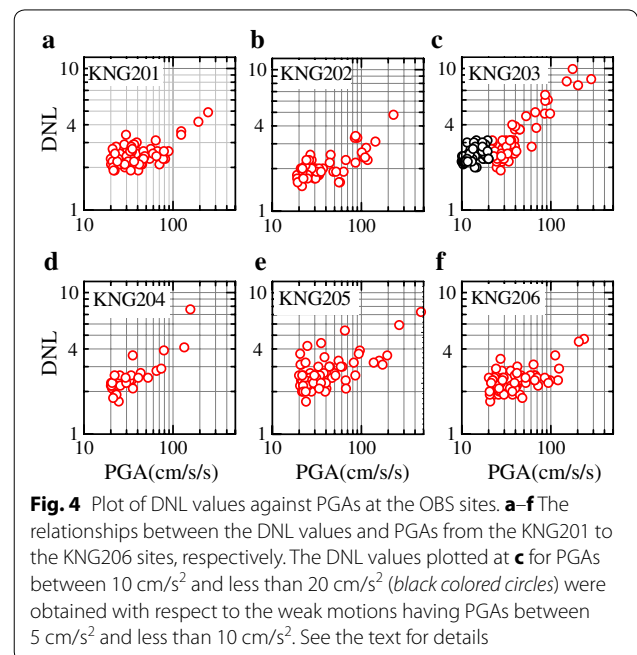 a b c
KNG201 KNG202 KNG203
10
DNL
4
1
10 100
10
4
1
10 100
10
4
1
10 100
d e f
KNG204 KNG205 KNG206
10
DNL
4
1
10 100
PGA(cm/s/s)
10
4
1
10 100
PGA(cm/s/s)
10
4
1
10 100
PGA(cm/s/s)
Fig. 4 Plot of DNL values against PGAs at the OBS sites. a–f The
relationships between the DNL values and PGAs from the KNG201 to
the KNG206 sites, respectively. The DNL values plotted at c for PGAs
between 10 cm/s² and less than 20 cm/s² (black colored circles) were
obtained with respect to the weak motions having PGAs between
5 cm/s² and less than 10 cm/s². See the text for details